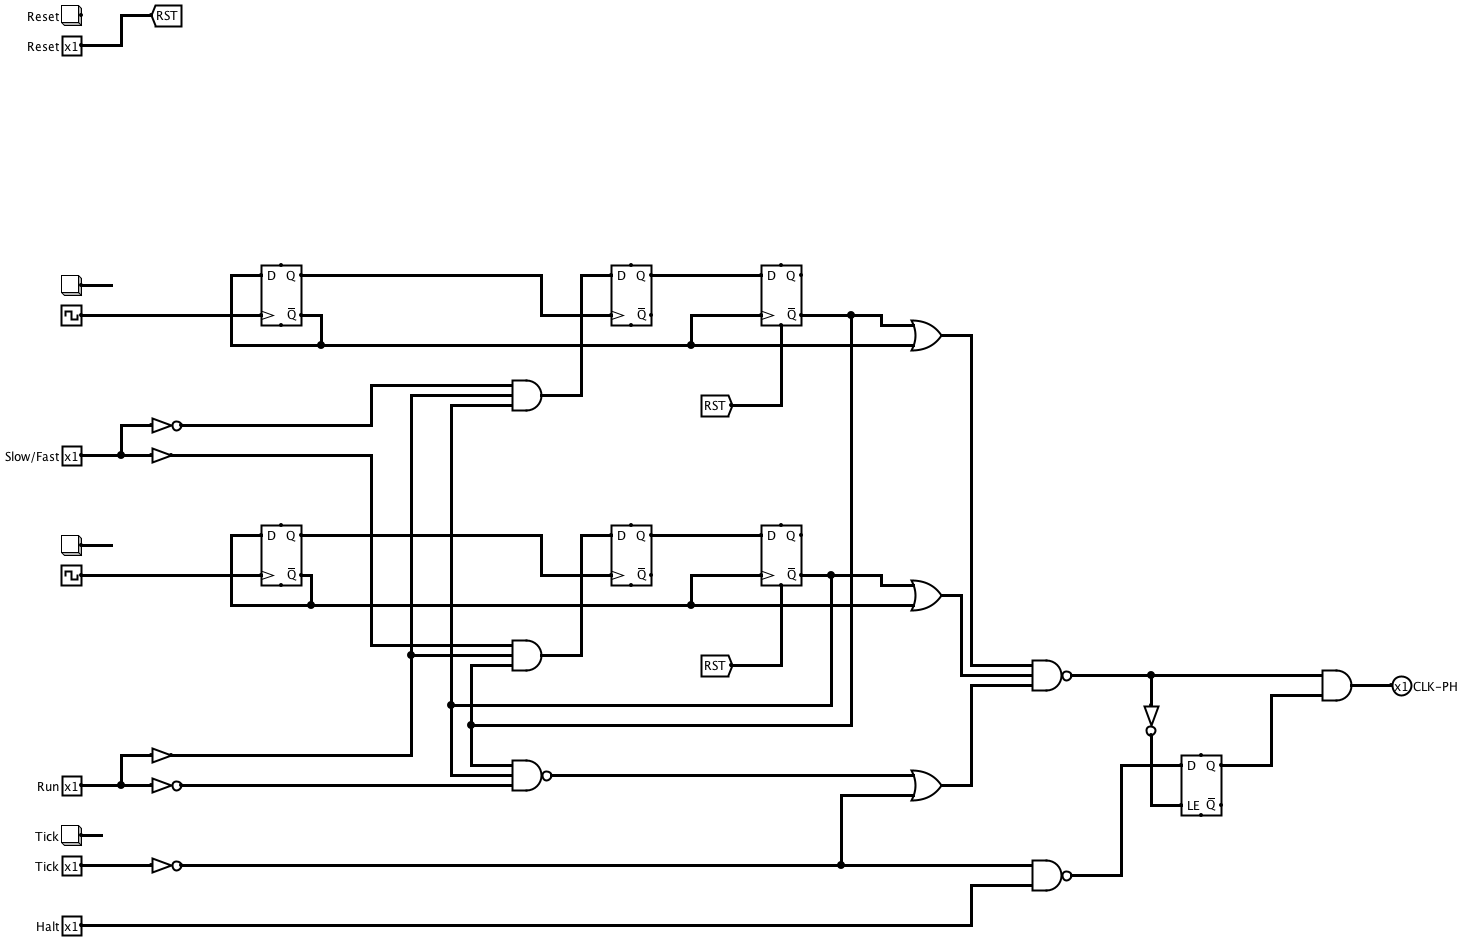 Reset
RST
Reset x1
D Q
Q̅
D Q
Q̅
D Q
Q̅
RST
Slow/Fast x1
D Q
Q̅
D Q
Q̅
D Q
Q̅
RST
x1 CLK-PH
D Q
LE Q̅
Run x1
Tick
Tick x1
Halt x1